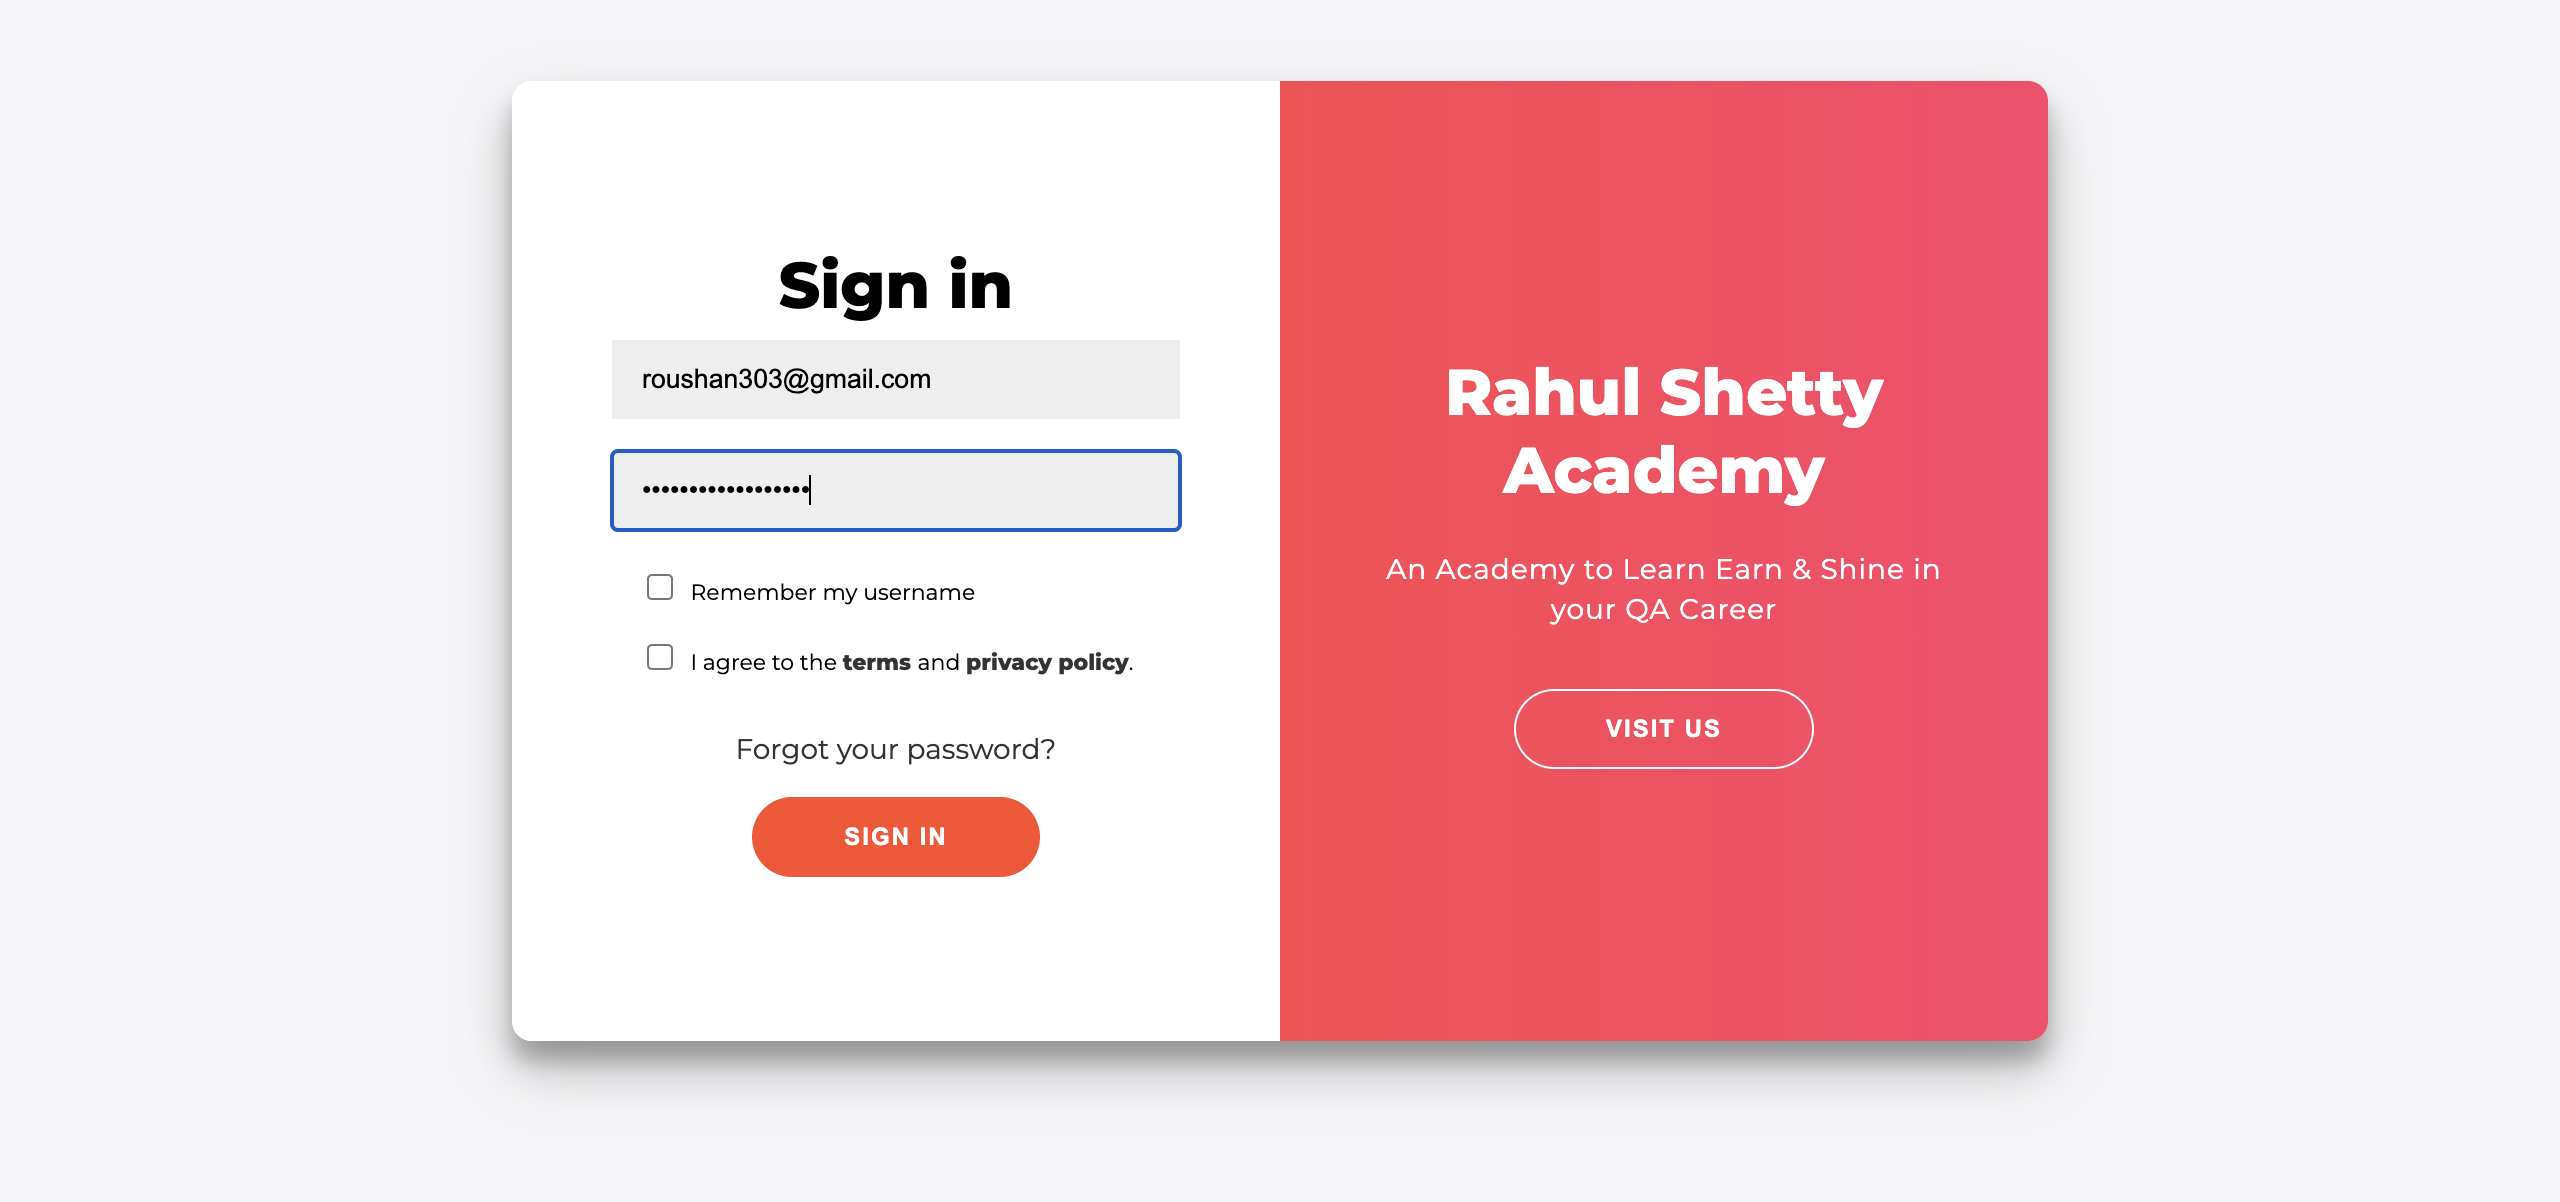 Sign in
roushan303@gmail.com
••••••••••••••••••
Remember my username
I agree to the terms and privacy policy.
Forgot your password?
SIGN IN
Rahul Shetty
Academy
An Academy to Learn Earn & Shine in
your QA Career
VISIT US